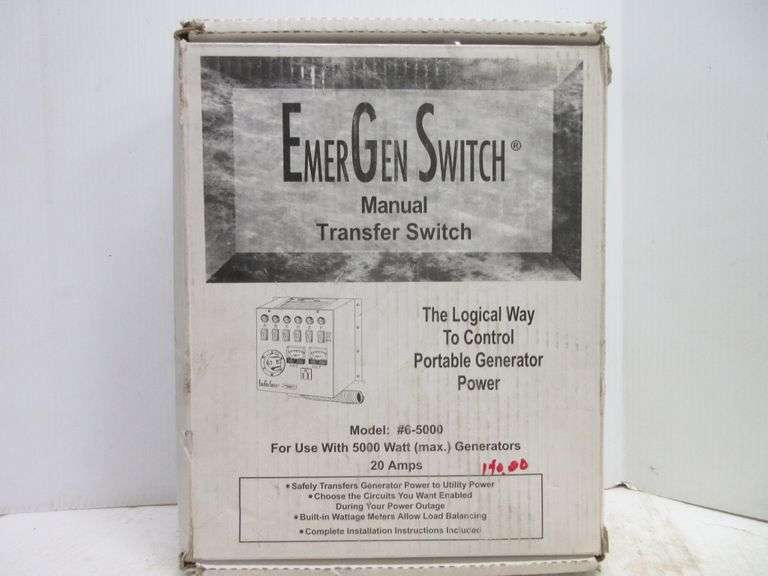 EMERGEN SWITCH®
Manual
Transfer Switch
The Logical Way
To Control
Portable Generator
Power
Model: #6-5000
For Use With 5000 Watt (max.) Generators
20 Amps
140.00
• Safely Transfers Generator Power to Utility Power
• Choose the Circuits You Want Enabled
During Your Power Outage
• Built-in Wattage Meters Allow Load Balancing
• Complete Installation Instructions Included